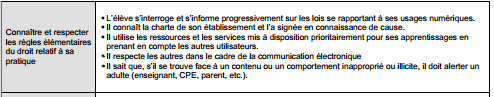 Connaître et respecter
les règles élémentaires
du droit relatif à sa
pratique
• L'élève s'interroge et s'informe progressivement sur les lois se rapportant à ses usages numériques.
• Il connaît la charte de son établissement et l'a signée en connaissance de cause.
• Il utilise les ressources et les services mis à disposition prioritairement pour ses apprentissages en
prenant en compte les autres utilisateurs.
• Il respecte les autres dans le cadre de la communication électronique
• Il sait que, s'il se trouve face à un contenu ou un comportement inapproprié ou illicite, il doit alerter un
adulte (enseignant, CPE, parent, etc.).